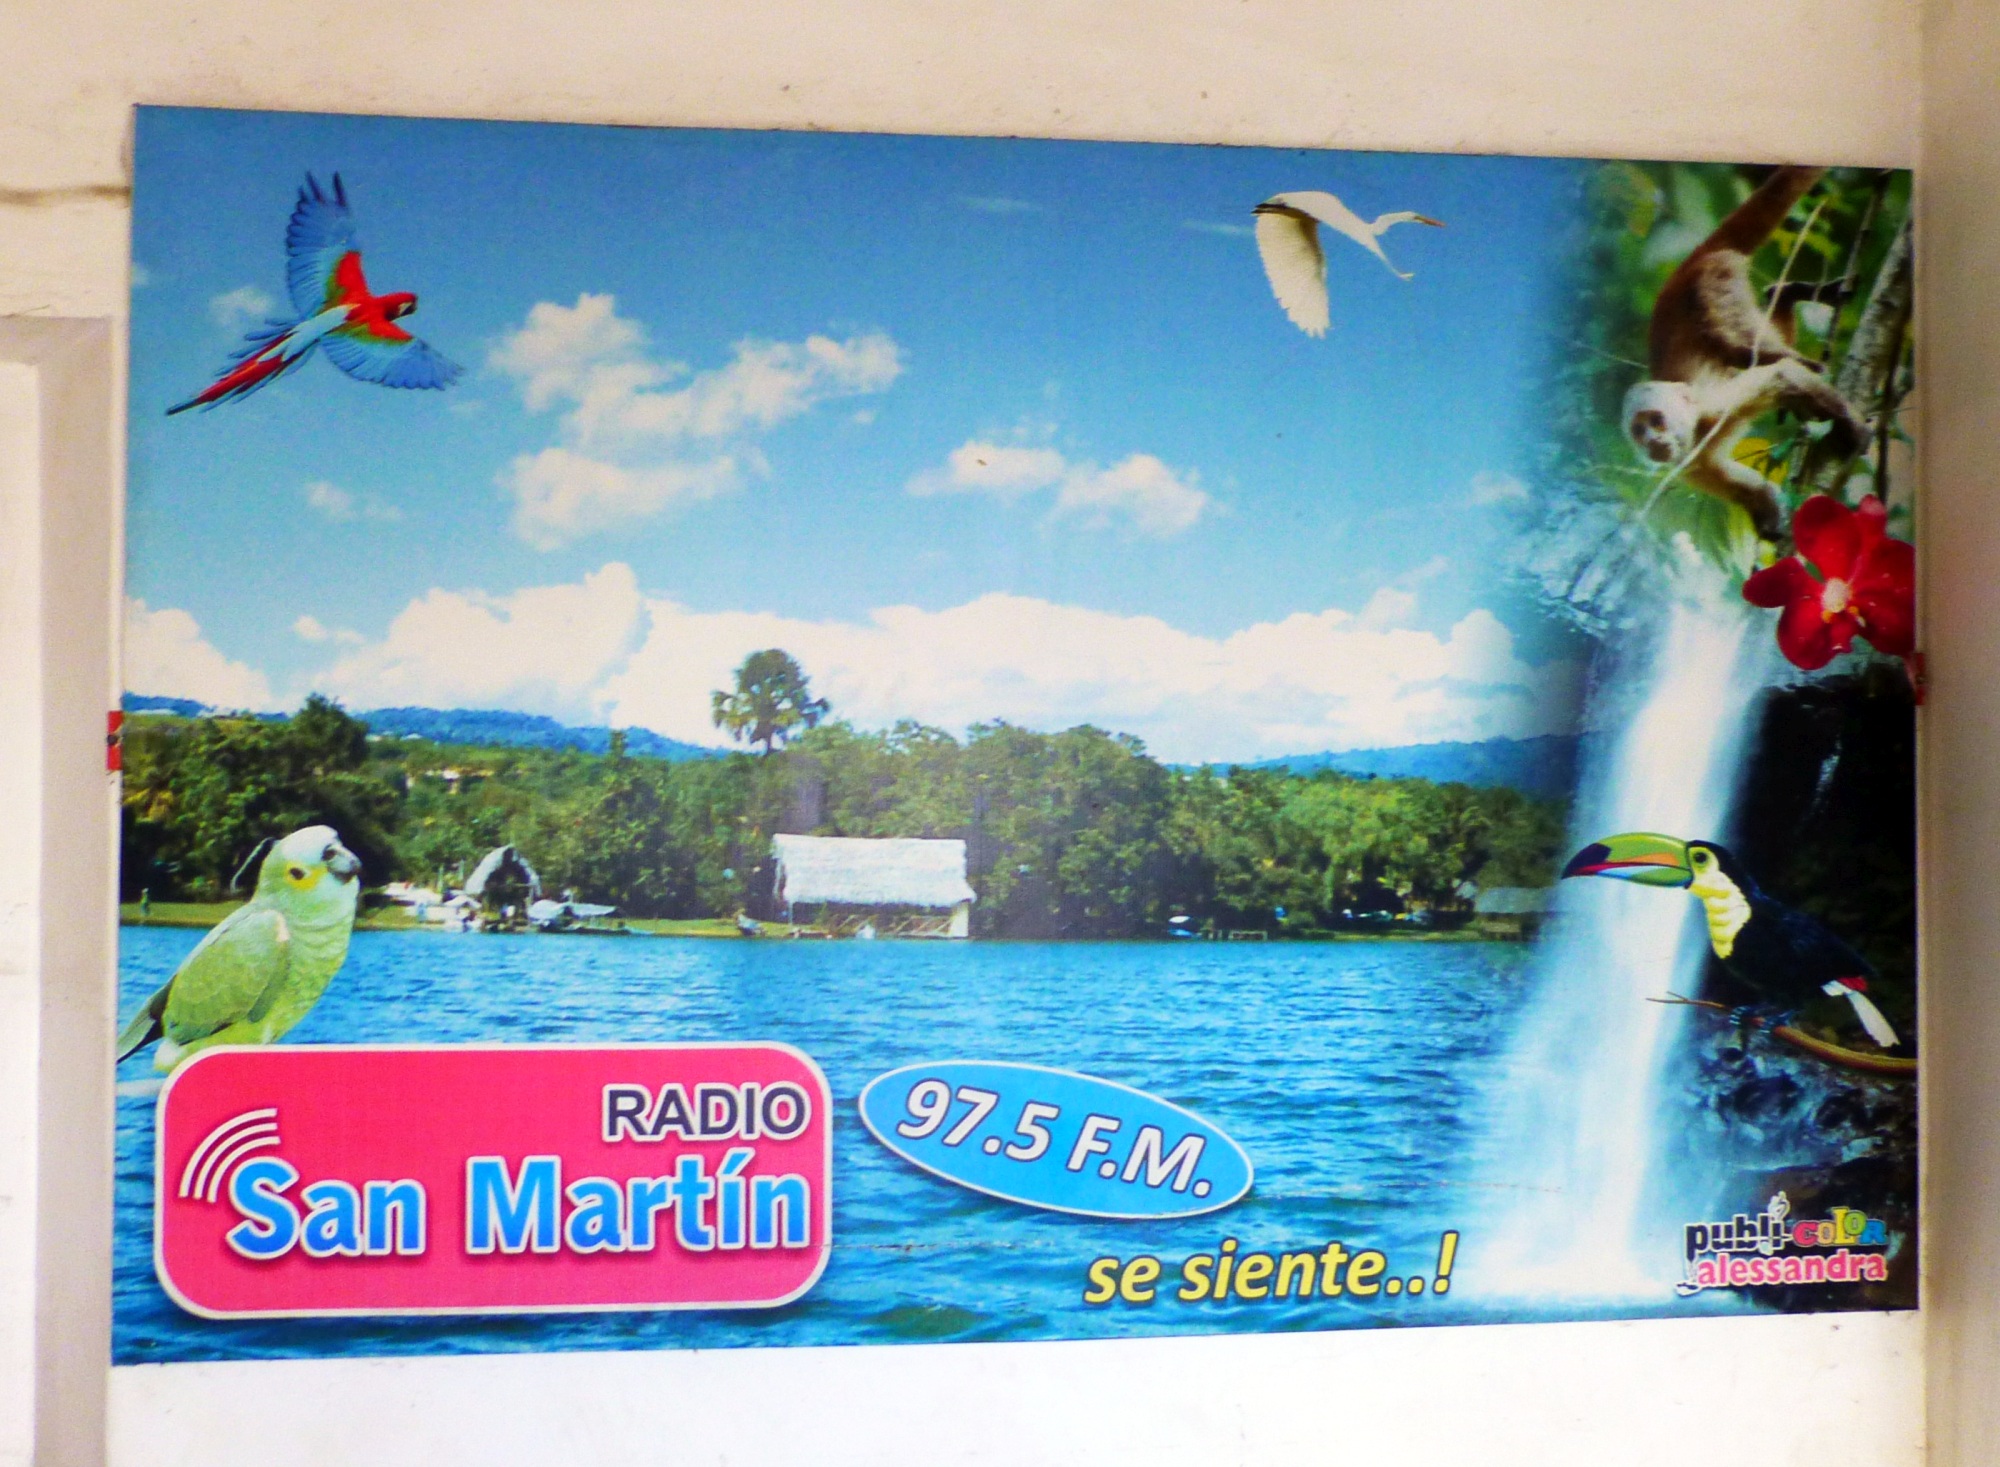 RADIO
San Martín
97.5 F.M.
se siente..!
publi-COLOR
alessandra